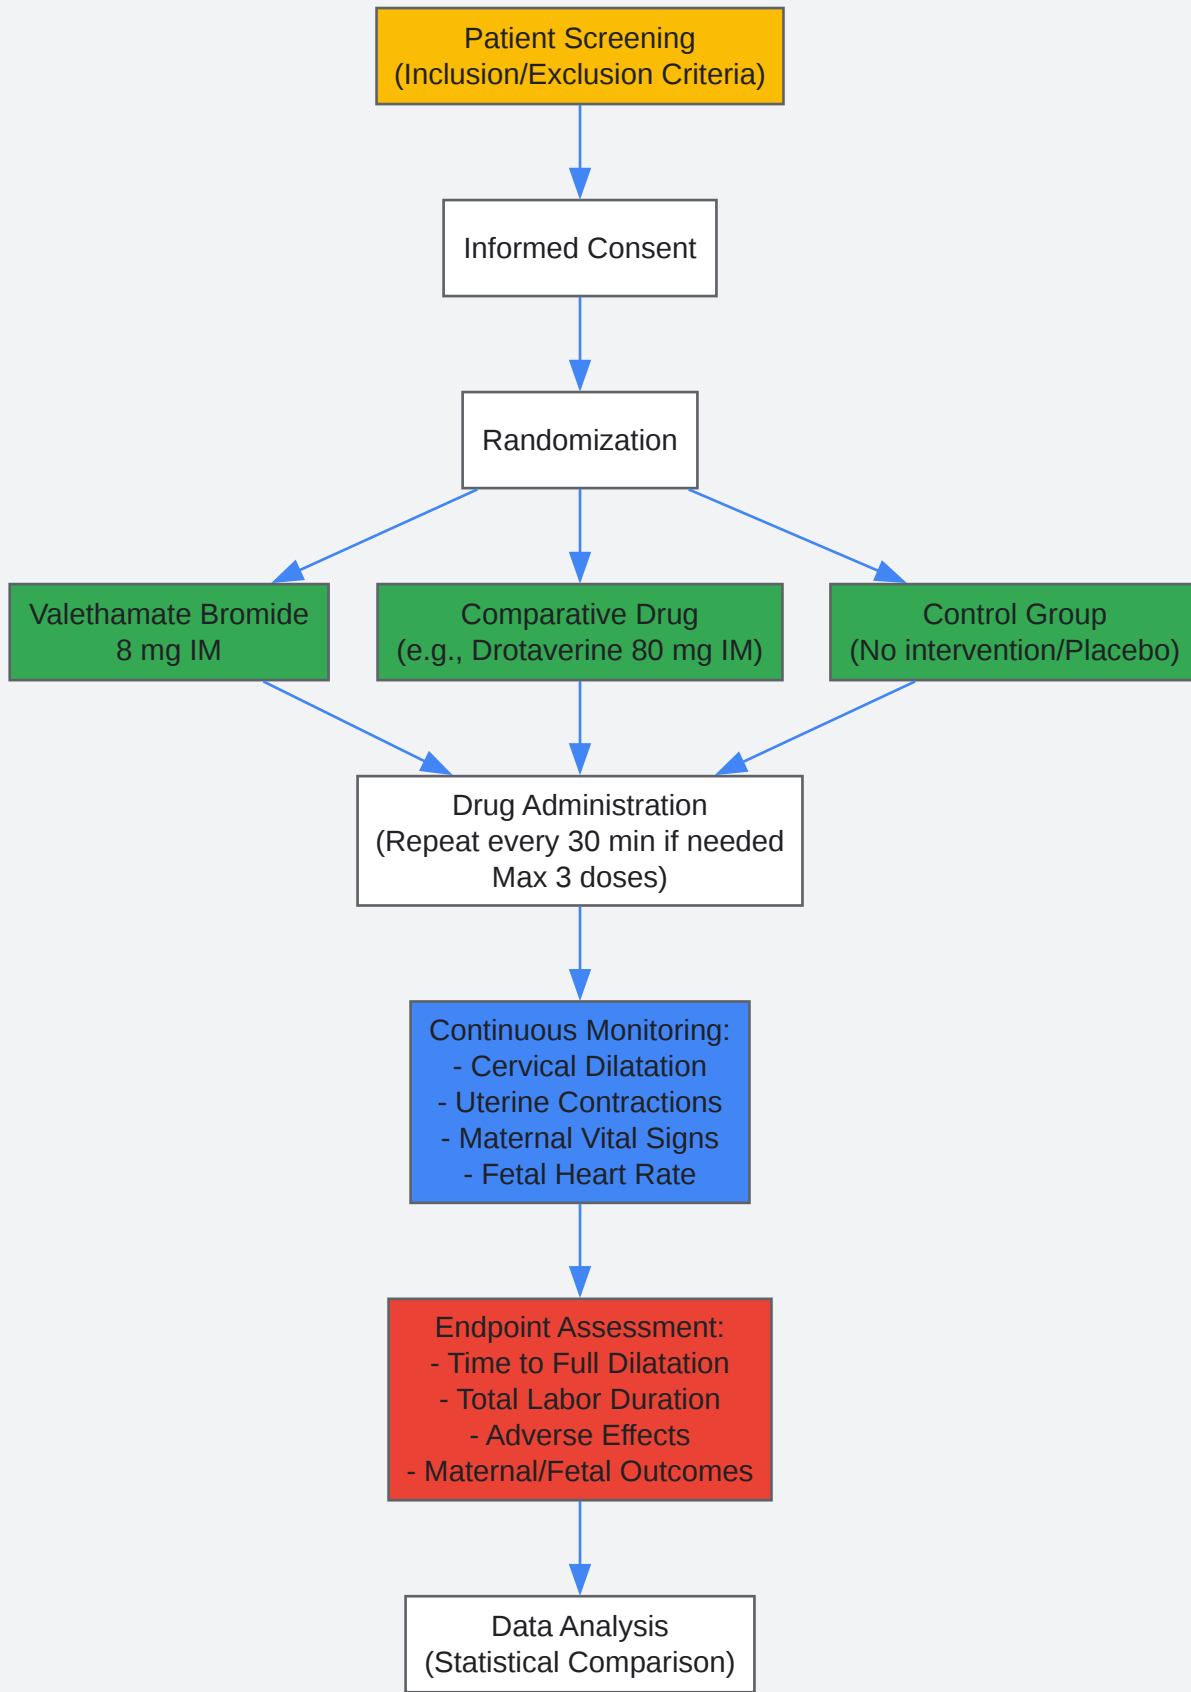 Patient Screening
(Inclusion/Exclusion Criteria)
Informed Consent
Randomization
Valethamate Bromide
8 mg IM
Comparative Drug
(e.g., Drotaverine 80 mg IM)
Control Group
(No intervention/Placebo)
Drug Administration
(Repeat every 30 min if needed
Max 3 doses)
Continuous Monitoring:
- Cervical Dilatation
- Uterine Contractions
- Maternal Vital Signs
- Fetal Heart Rate
Endpoint Assessment:
- Time to Full Dilatation
- Total Labor Duration
- Adverse Effects
- Maternal/Fetal Outcomes
Data Analysis
(Statistical Comparison)